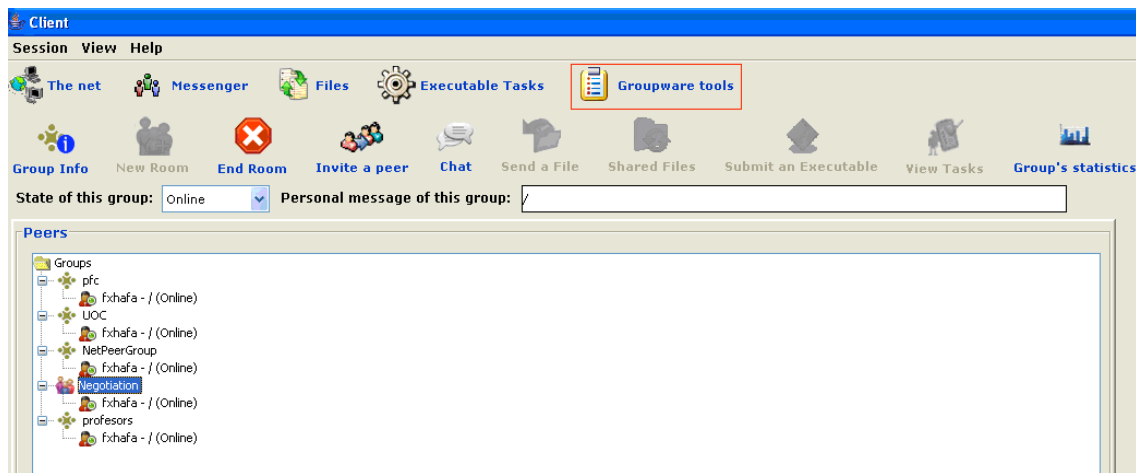 Client
Session View Help
The net Messenger Files Executable Tasks Groupware tools
Group Info New Room End Room Invite a peer Chat Send a File Shared Files Submit an Executable View Tasks Group's statistics
State of this group: Online Personal message of this group: /
Peers
Groups
pfc
fxhafa - / (Online)
UOC
fxhafa - / (Online)
NetPeerGroup
fxhafa - / (Online)
Negotiation
fxhafa - / (Online)
profesors
fxhafa - / (Online)